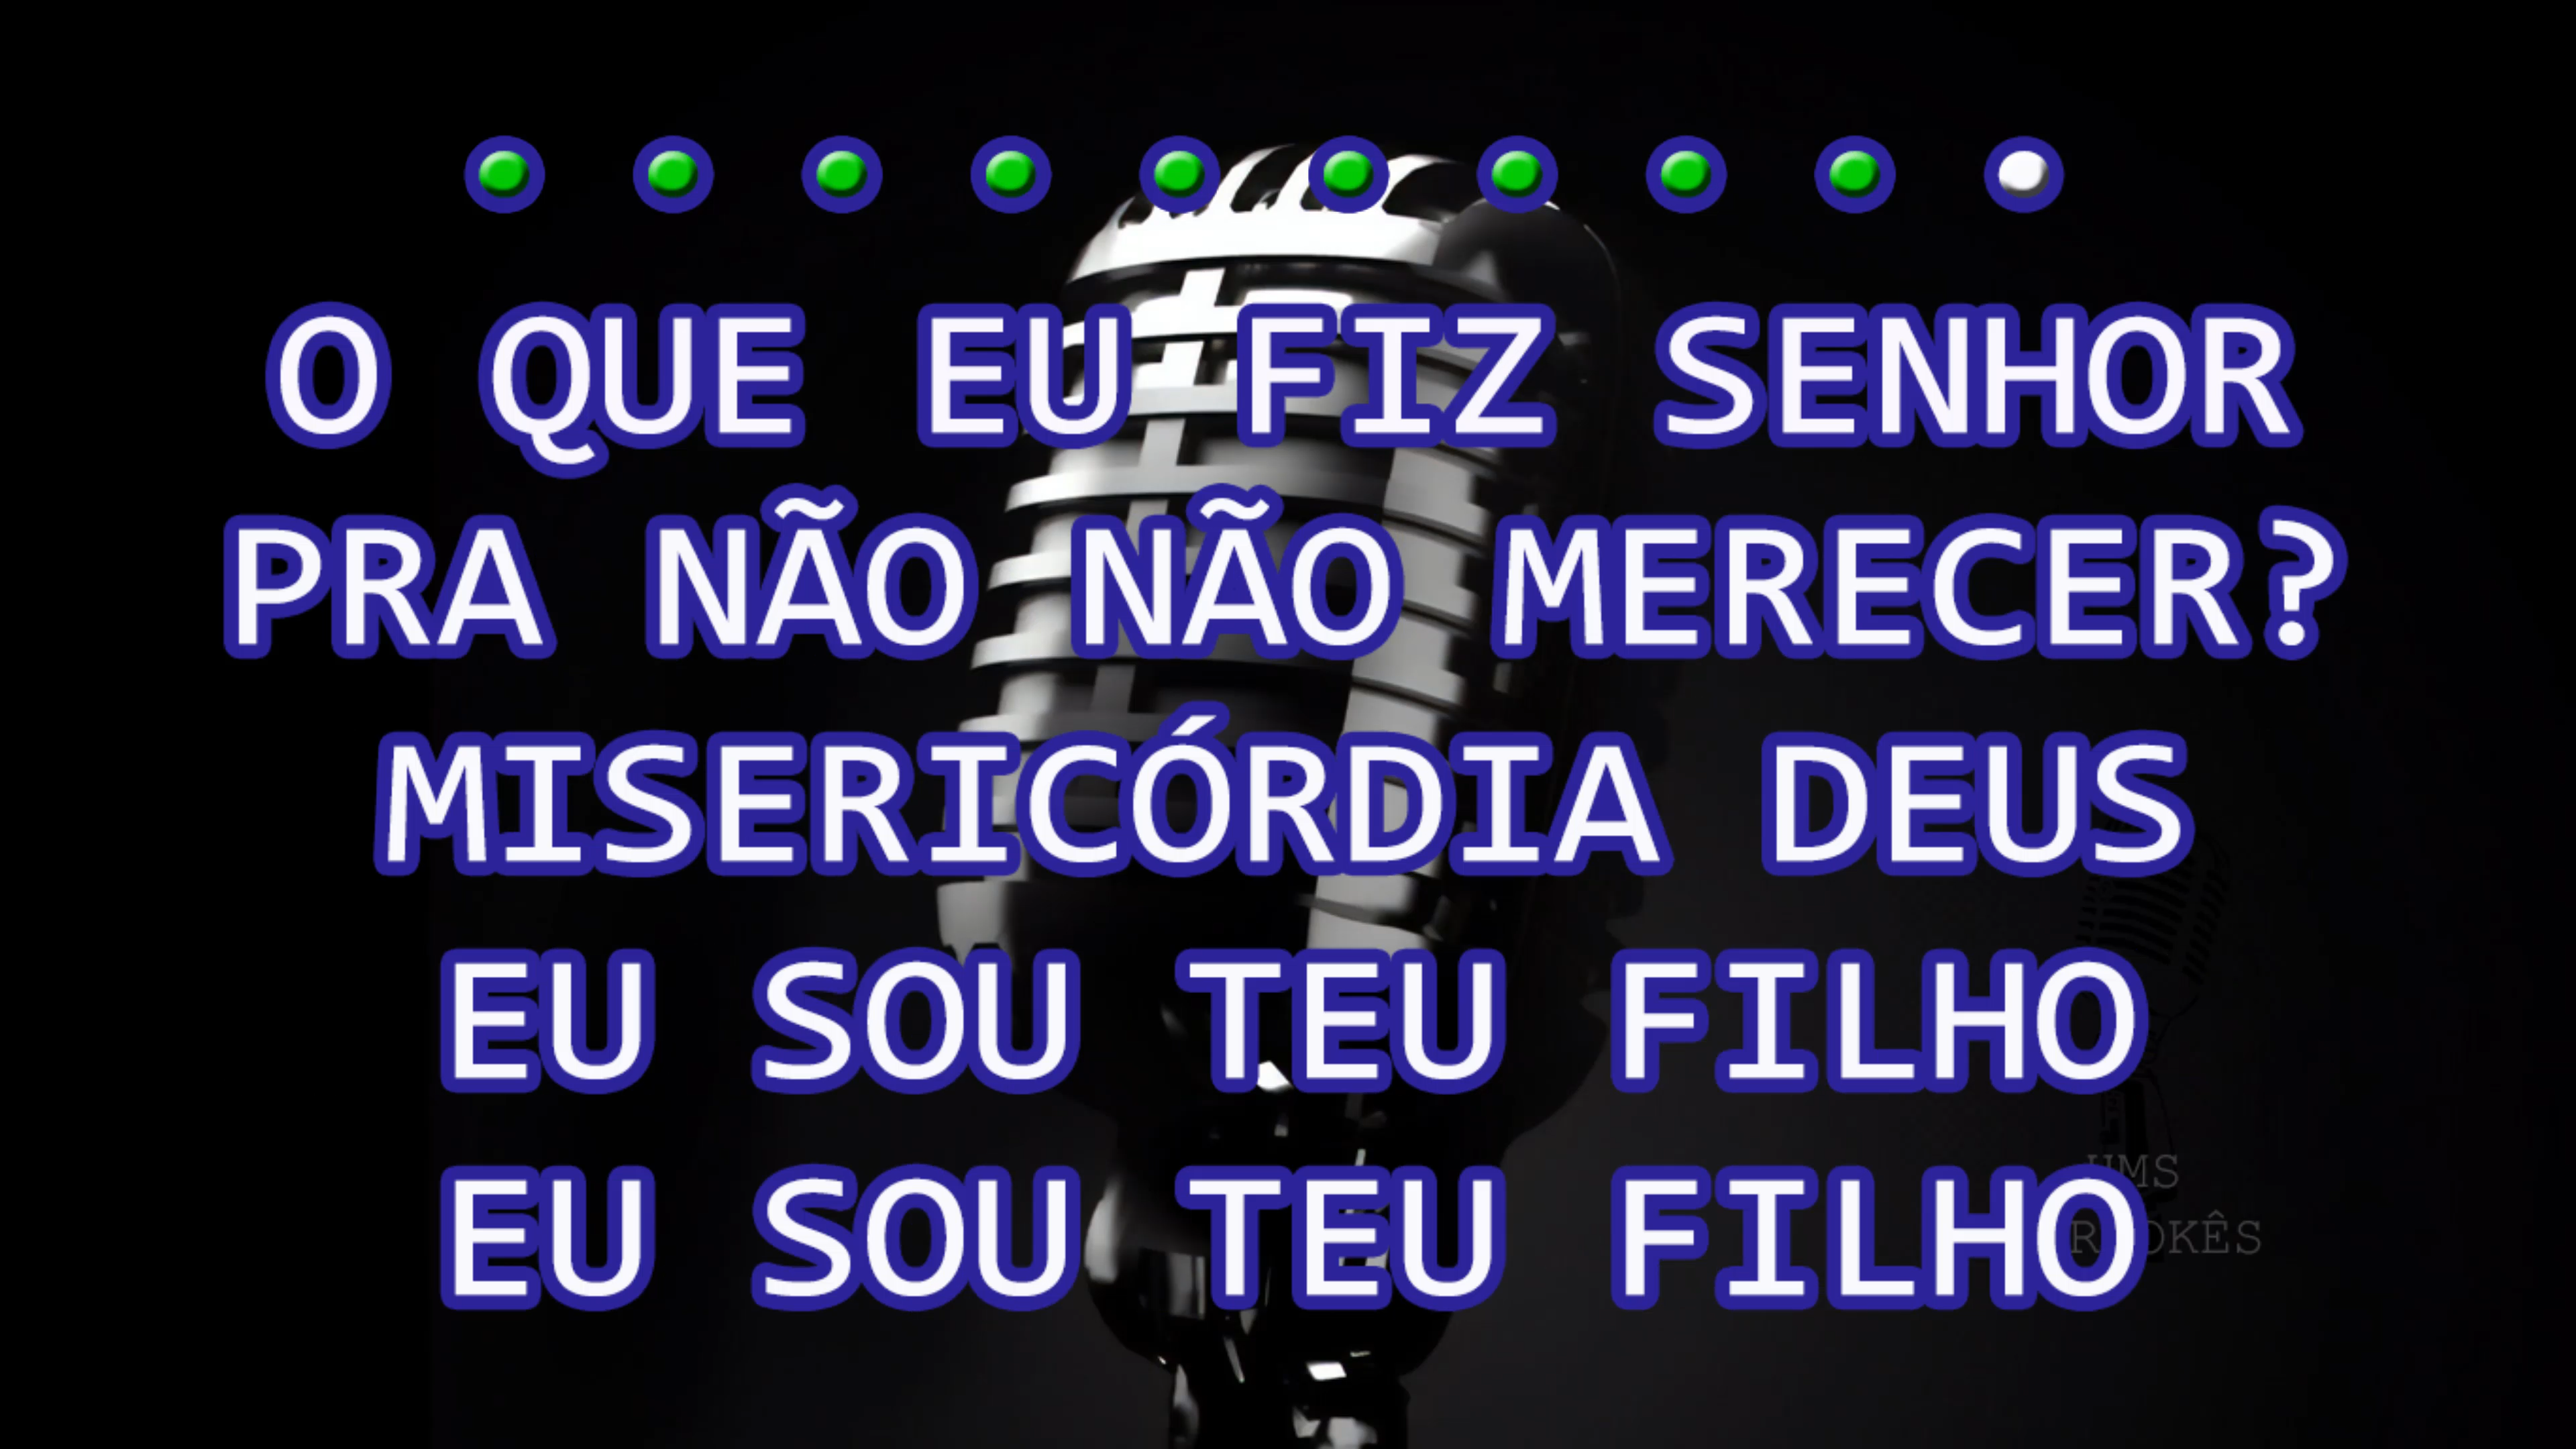 O QUE EU FIZ SENHOR
PRA NÃO NÃO MERECER?
MISERICÓRDIA DEUS
EU SOU TEU FILHO
EU SOU TEU FILHO